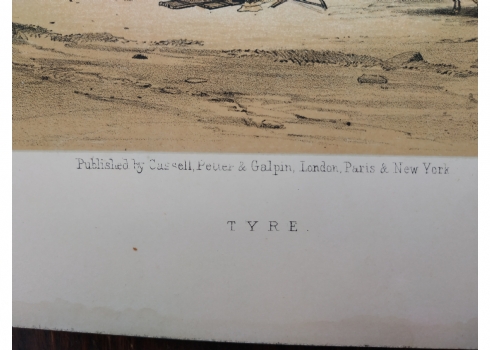 Published by Cassell, Petter & Galpin, London, Paris & New York
TYRE.